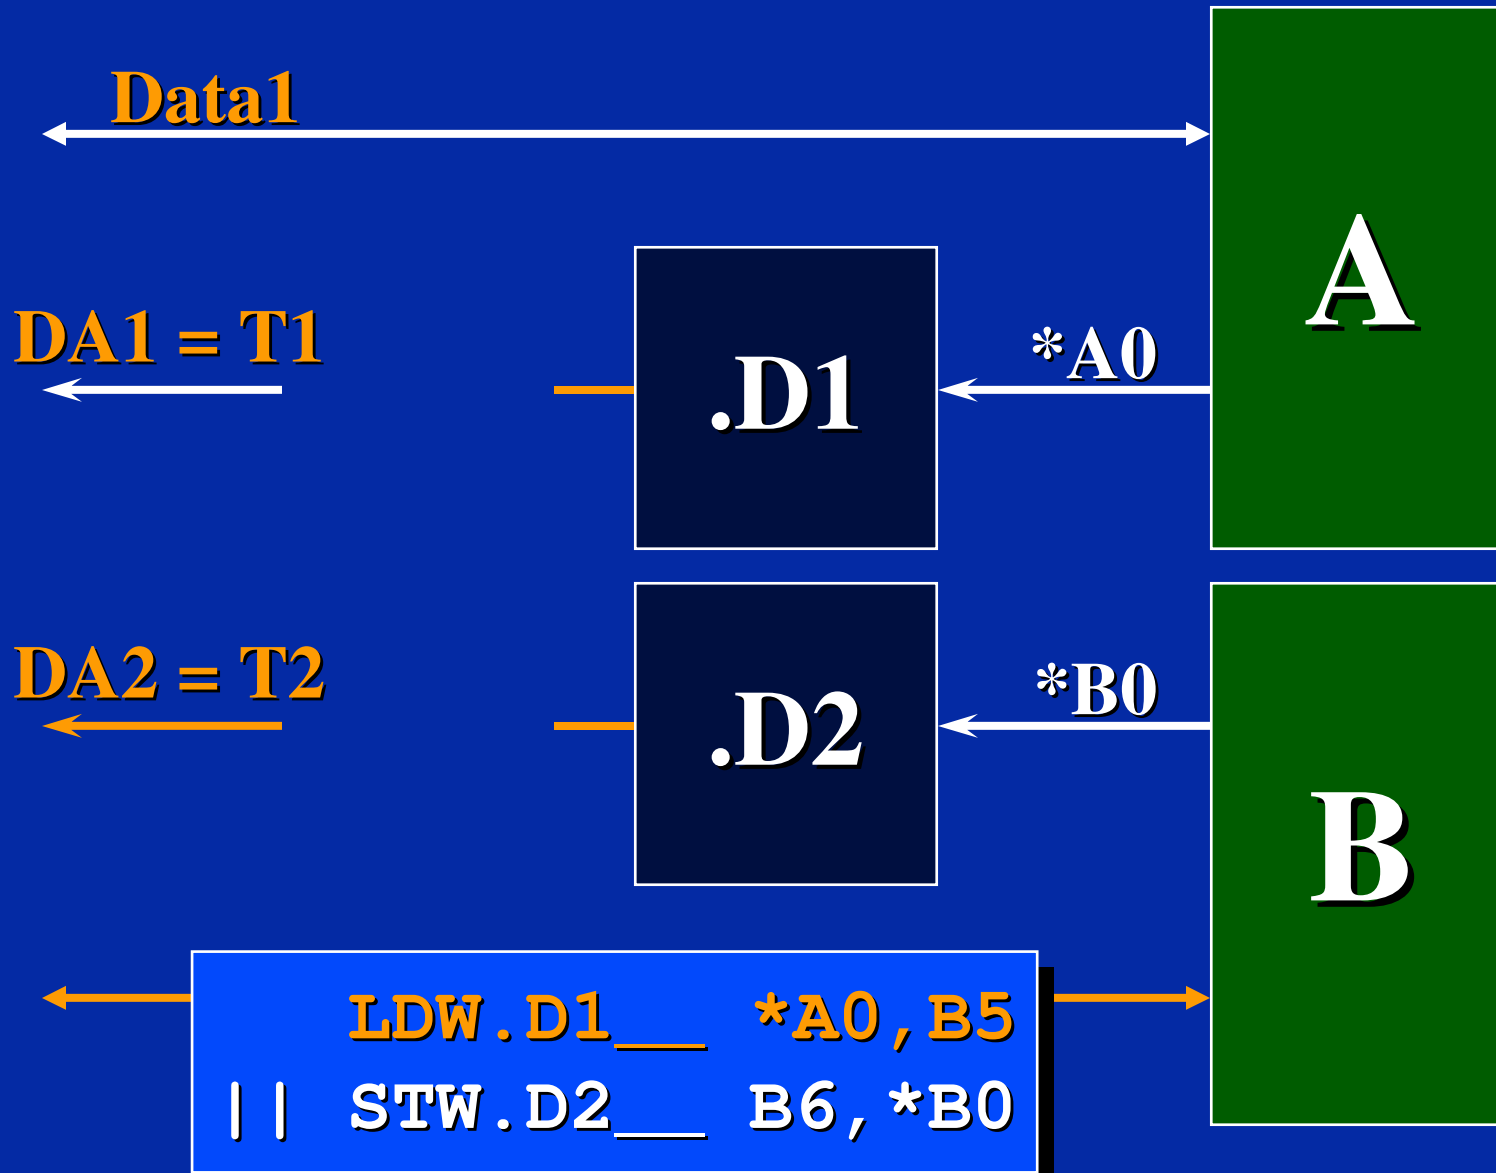 Data1
A
DA1 = T1
.D1
*A0
DA2 = T2
.D2
*B0
B
LDW.D1__ *A0,B5
|| STW.D2__ B6,*B0